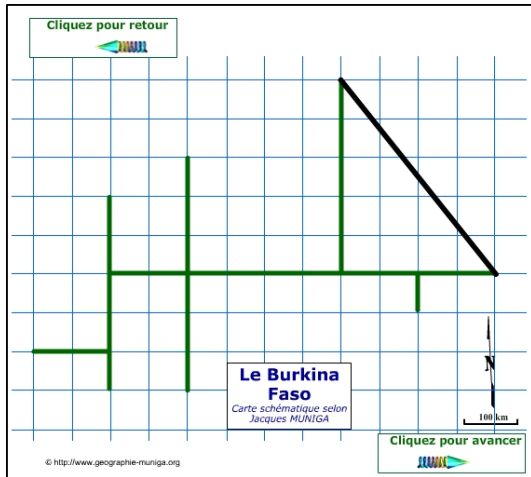 Cliquez pour retour
N
Le Burkina
Faso
Carte schématique selon
Jacques MUNIGA
100 km
Cliquez pour avancer
© http://www.geographie-muniga.org